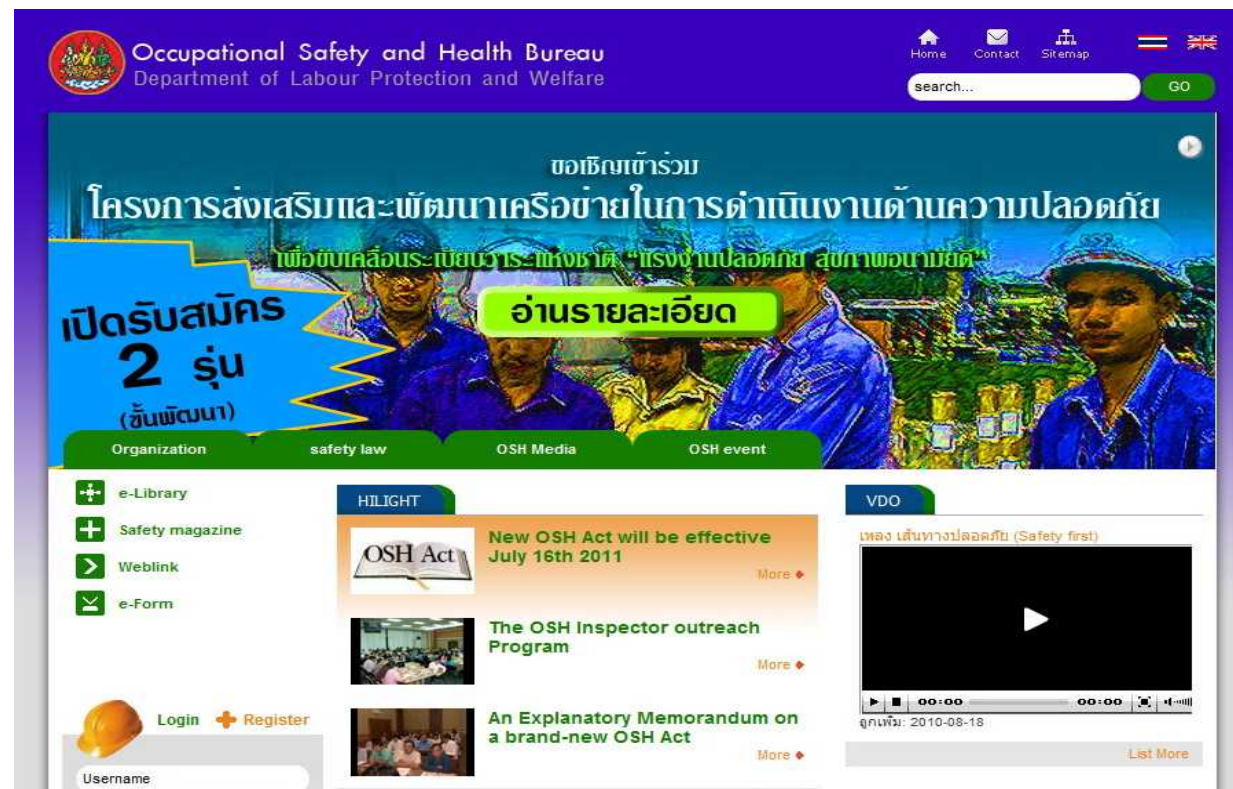 Occupational Safety and Health Bureau
Department of Labour Protection and Welfare
Home Contact Sitemap
search... GO
ขอเชิญเข้าร่วม
โครงการส่งเสริมและพัฒนาเครือข่ายในการดำเนินงานด้านความปลอดภัย
เพื่อขับเคลื่อนระเบียบวาระแห่งชาติ "แรงงานปลอดภัย สุขภาพอนามัยดี"
อ่านรายละเอียด
เปิดรับสมัคร
2 รุ่น
(ขั้นพัฒนา)
Organization safety law OSH Media OSH event
e-Library
Safety magazine
Weblink
e-Form
Login Register
Username
HILIGHT
OSH Act
New OSH Act will be effective
July 16th 2011
More
The OSH Inspector outreach
Program
More
An Explanatory Memorandum on
a brand-new OSH Act
More
VDO
เพลง เส้นทางปลอดภัย (Safety first)
00:00 00:00
ถูกเพิ่ม: 2010-08-18
List More